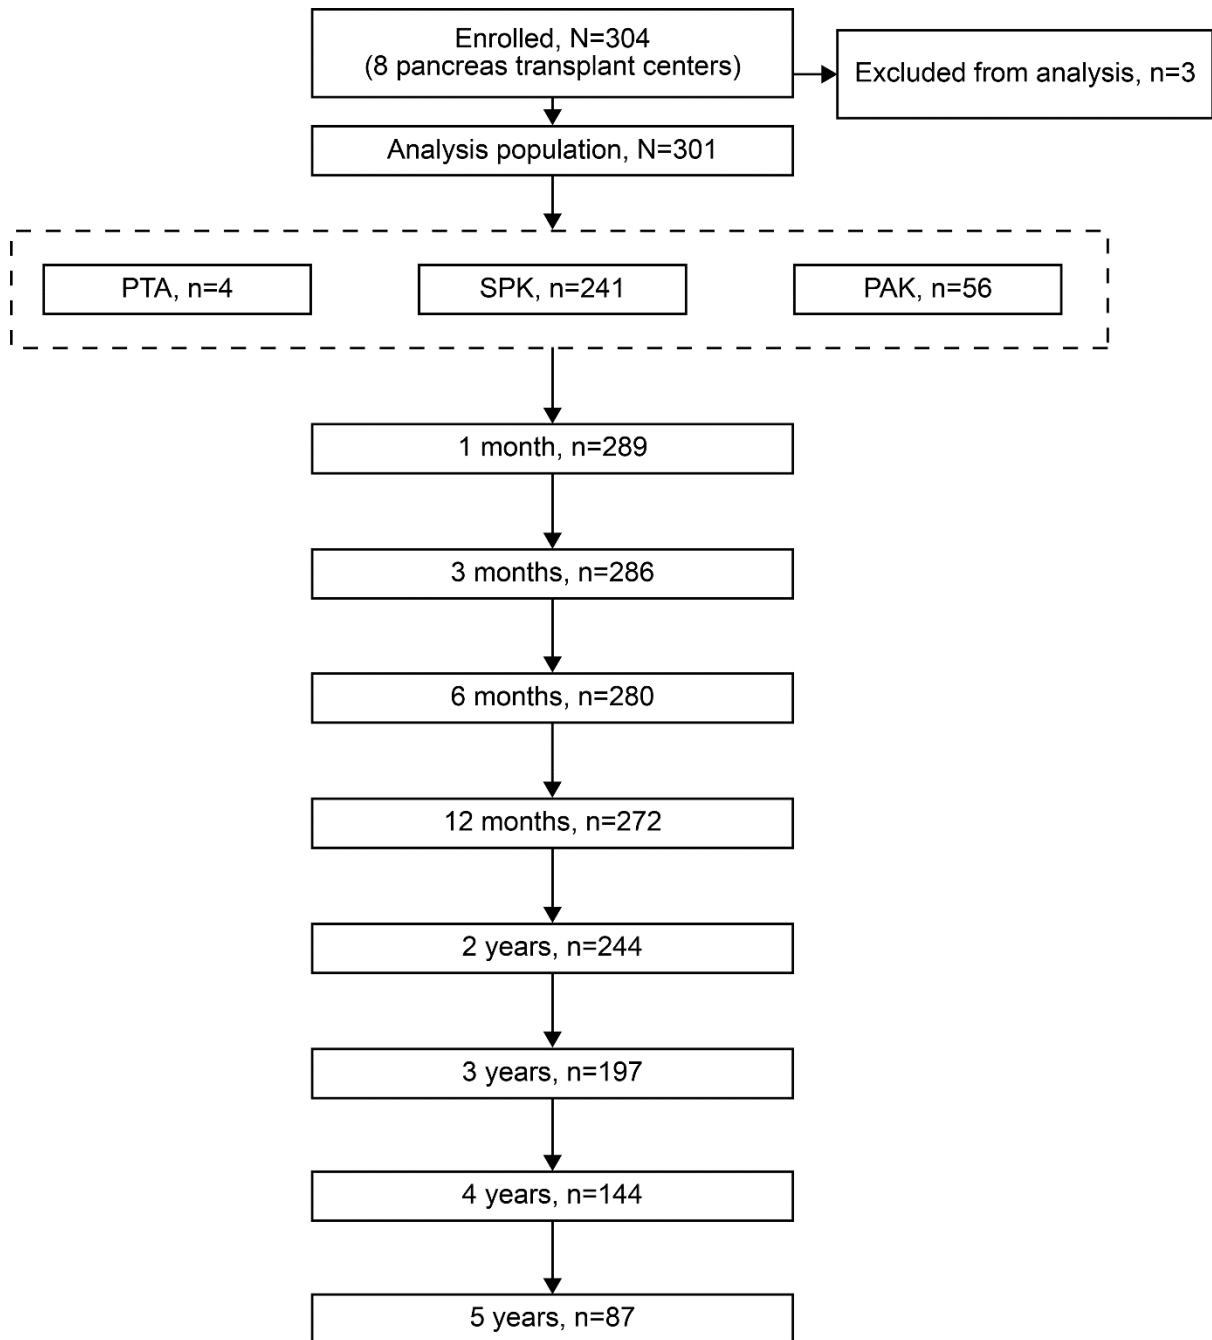 Enrolled, N=304
(8 pancreas transplant centers)
Excluded from analysis, n=3
Analysis population, N=301
PTA, n=4
SPK, n=241
PAK, n=56
1 month, n=289
3 months, n=286
6 months, n=280
12 months, n=272
2 years, n=244
3 years, n=197
4 years, n=144
5 years, n=87